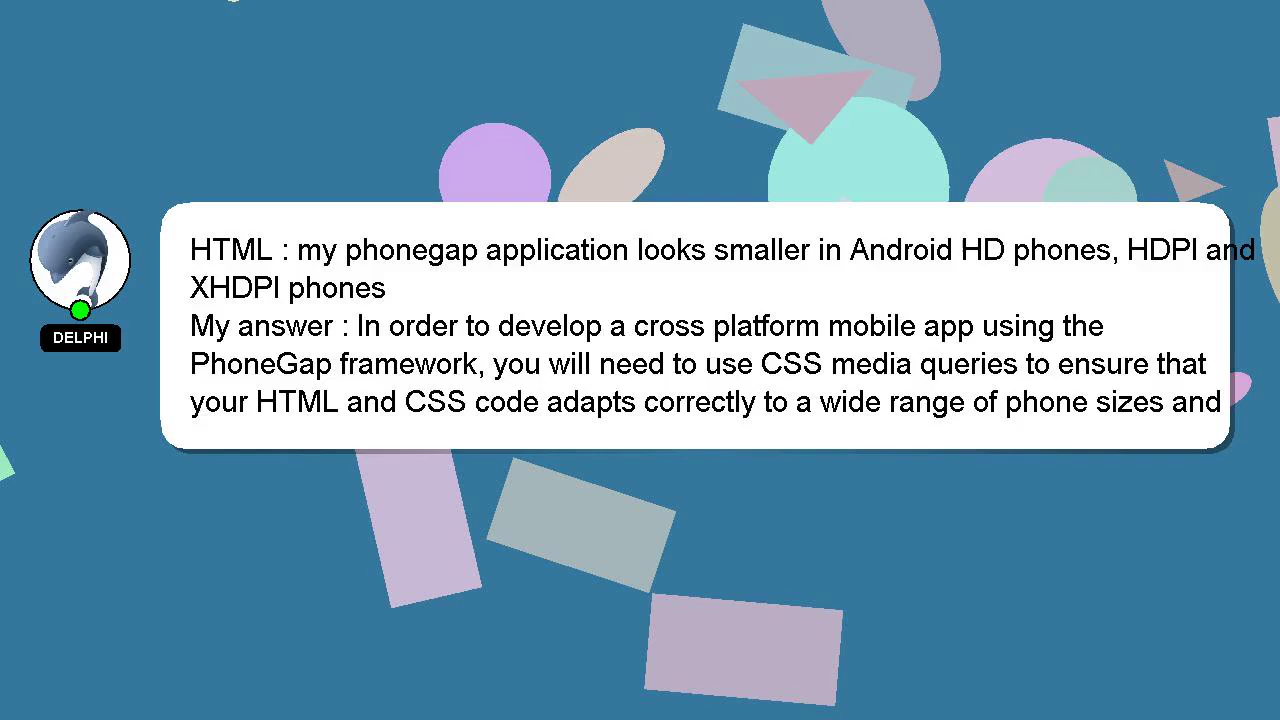 HTML : my phonegap application looks smaller in Android HD phones, HDPI and
XHDPI phones
My answer : In order to develop a cross platform mobile app using the
PhoneGap framework, you will need to use CSS media queries to ensure that
your HTML and CSS code adapts correctly to a wide range of phone sizes and
DELPHI